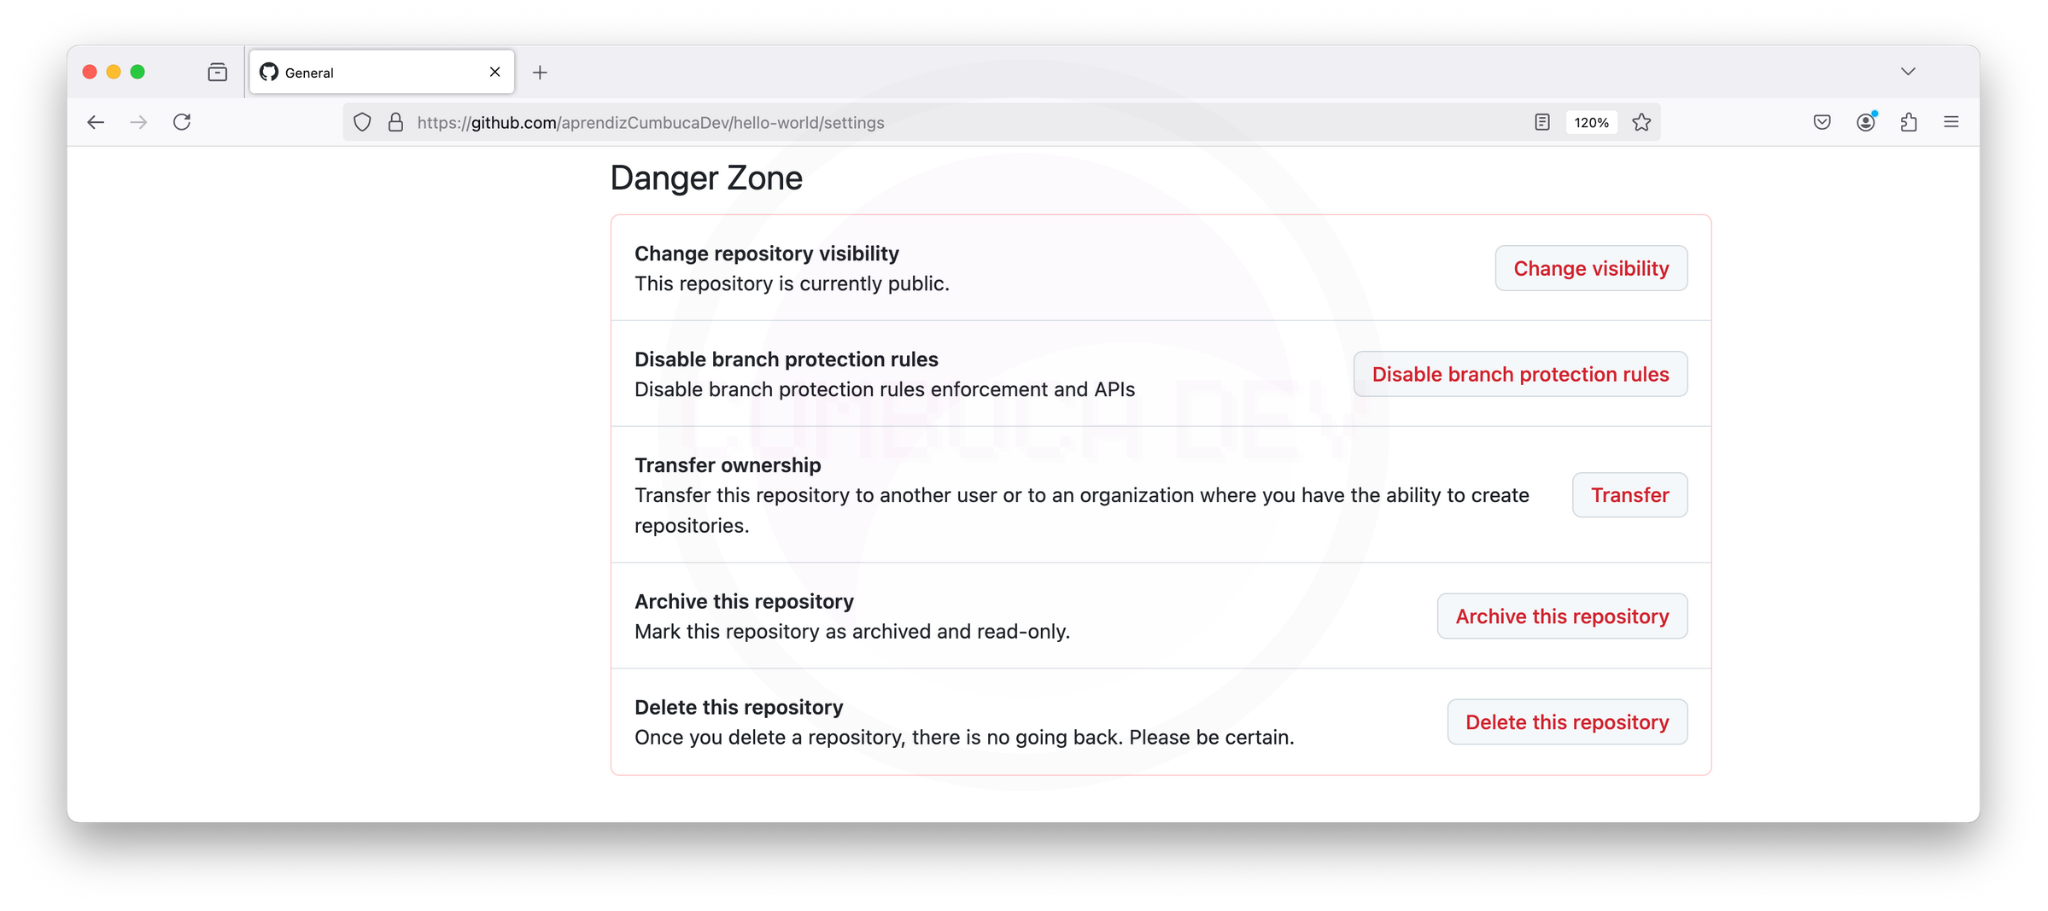 General
https://github.com/aprendizCumbucaDev/hello-world/settings
120%
Danger Zone
Change repository visibility
This repository is currently public.
Change visibility
Disable branch protection rules
Disable branch protection rules enforcement and APIs
Disable branch protection rules
CUMBUCA DEV
Transfer ownership
Transfer this repository to another user or to an organization where you have the ability to create
repositories.
Transfer
Archive this repository
Mark this repository as archived and read-only.
Archive this repository
Delete this repository
Once you delete a repository, there is no going back. Please be certain.
Delete this repository